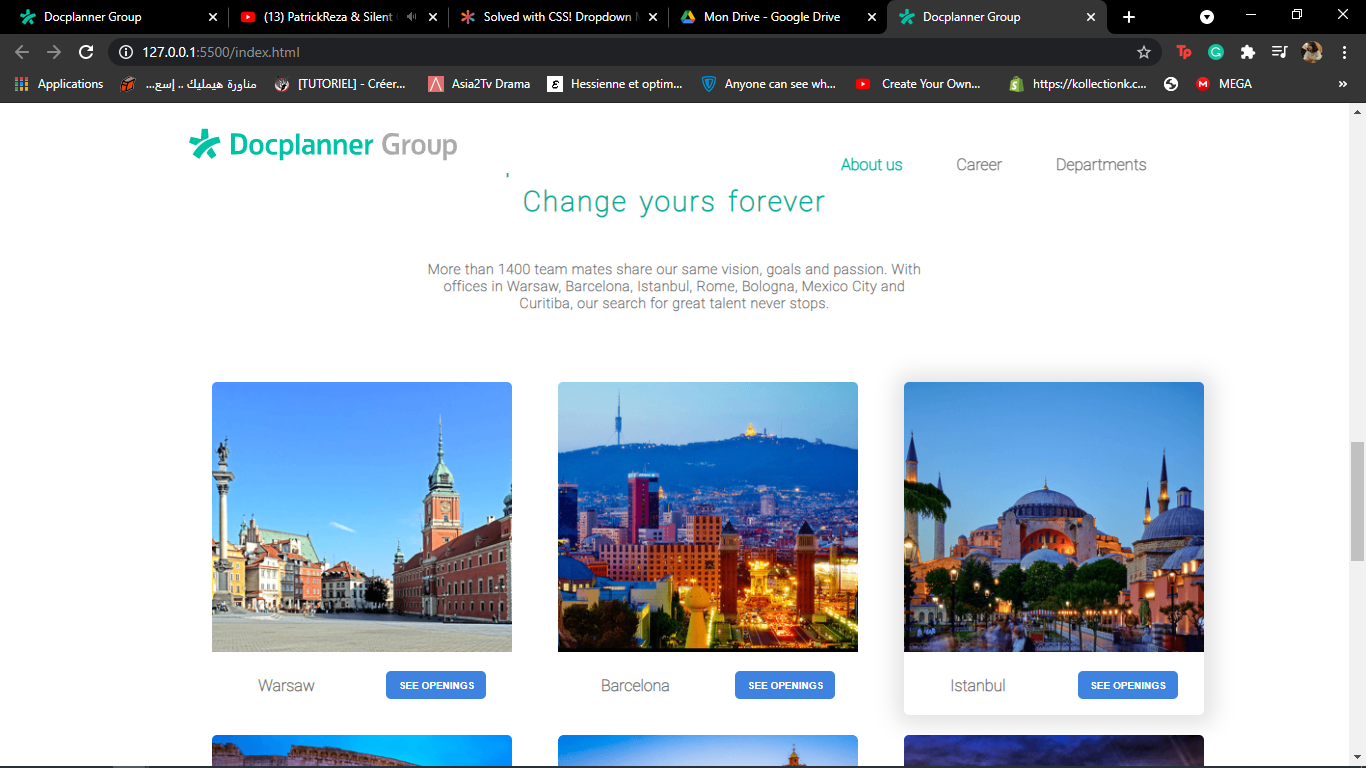 Docplanner Group
(13) PatrickReza & Silent
Solved with CSS! Dropdown
Mon Drive - Google Drive
Docplanner Group
127.0.0.1:5500/index.html
Applications
مناورة هيمليك .. إسع...
[TUTORIEL] - Créer...
Asia2Tv Drama
Hessienne et optim...
Anyone can see wh...
Create Your Own...
https://kollectionk.c...
MEGA
»
Docplanner Group
About us
Career
Departments
Change yours forever
More than 1400 team mates share our same vision, goals and passion. With
offices in Warsaw, Barcelona, Istanbul, Rome, Bologna, Mexico City and
Curitiba, our search for great talent never stops.
Warsaw
SEE OPENINGS
Barcelona
SEE OPENINGS
Istanbul
SEE OPENINGS